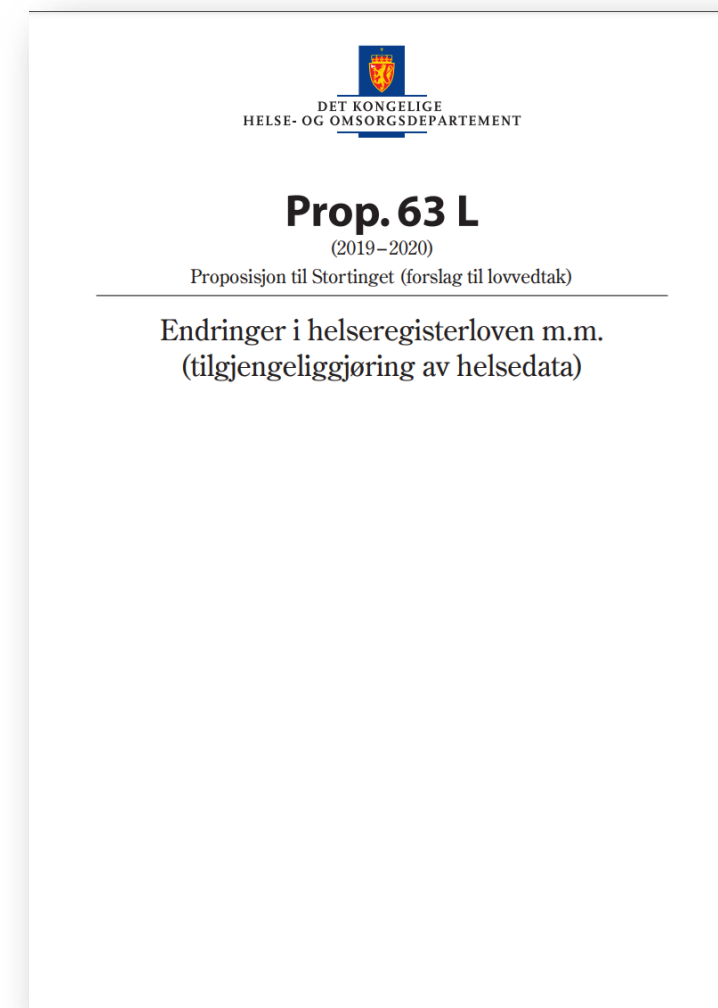 DET KONGELIGE
HELSE- OG OMSORGSDEPARTEMENT
Prop. 63 L
(2019–2020)
Proposisjon til Stortinget (forslag til lovvedtak)
Endringer i helseregisterloven m.m.
(tilgjengeliggjøring av helsedata)